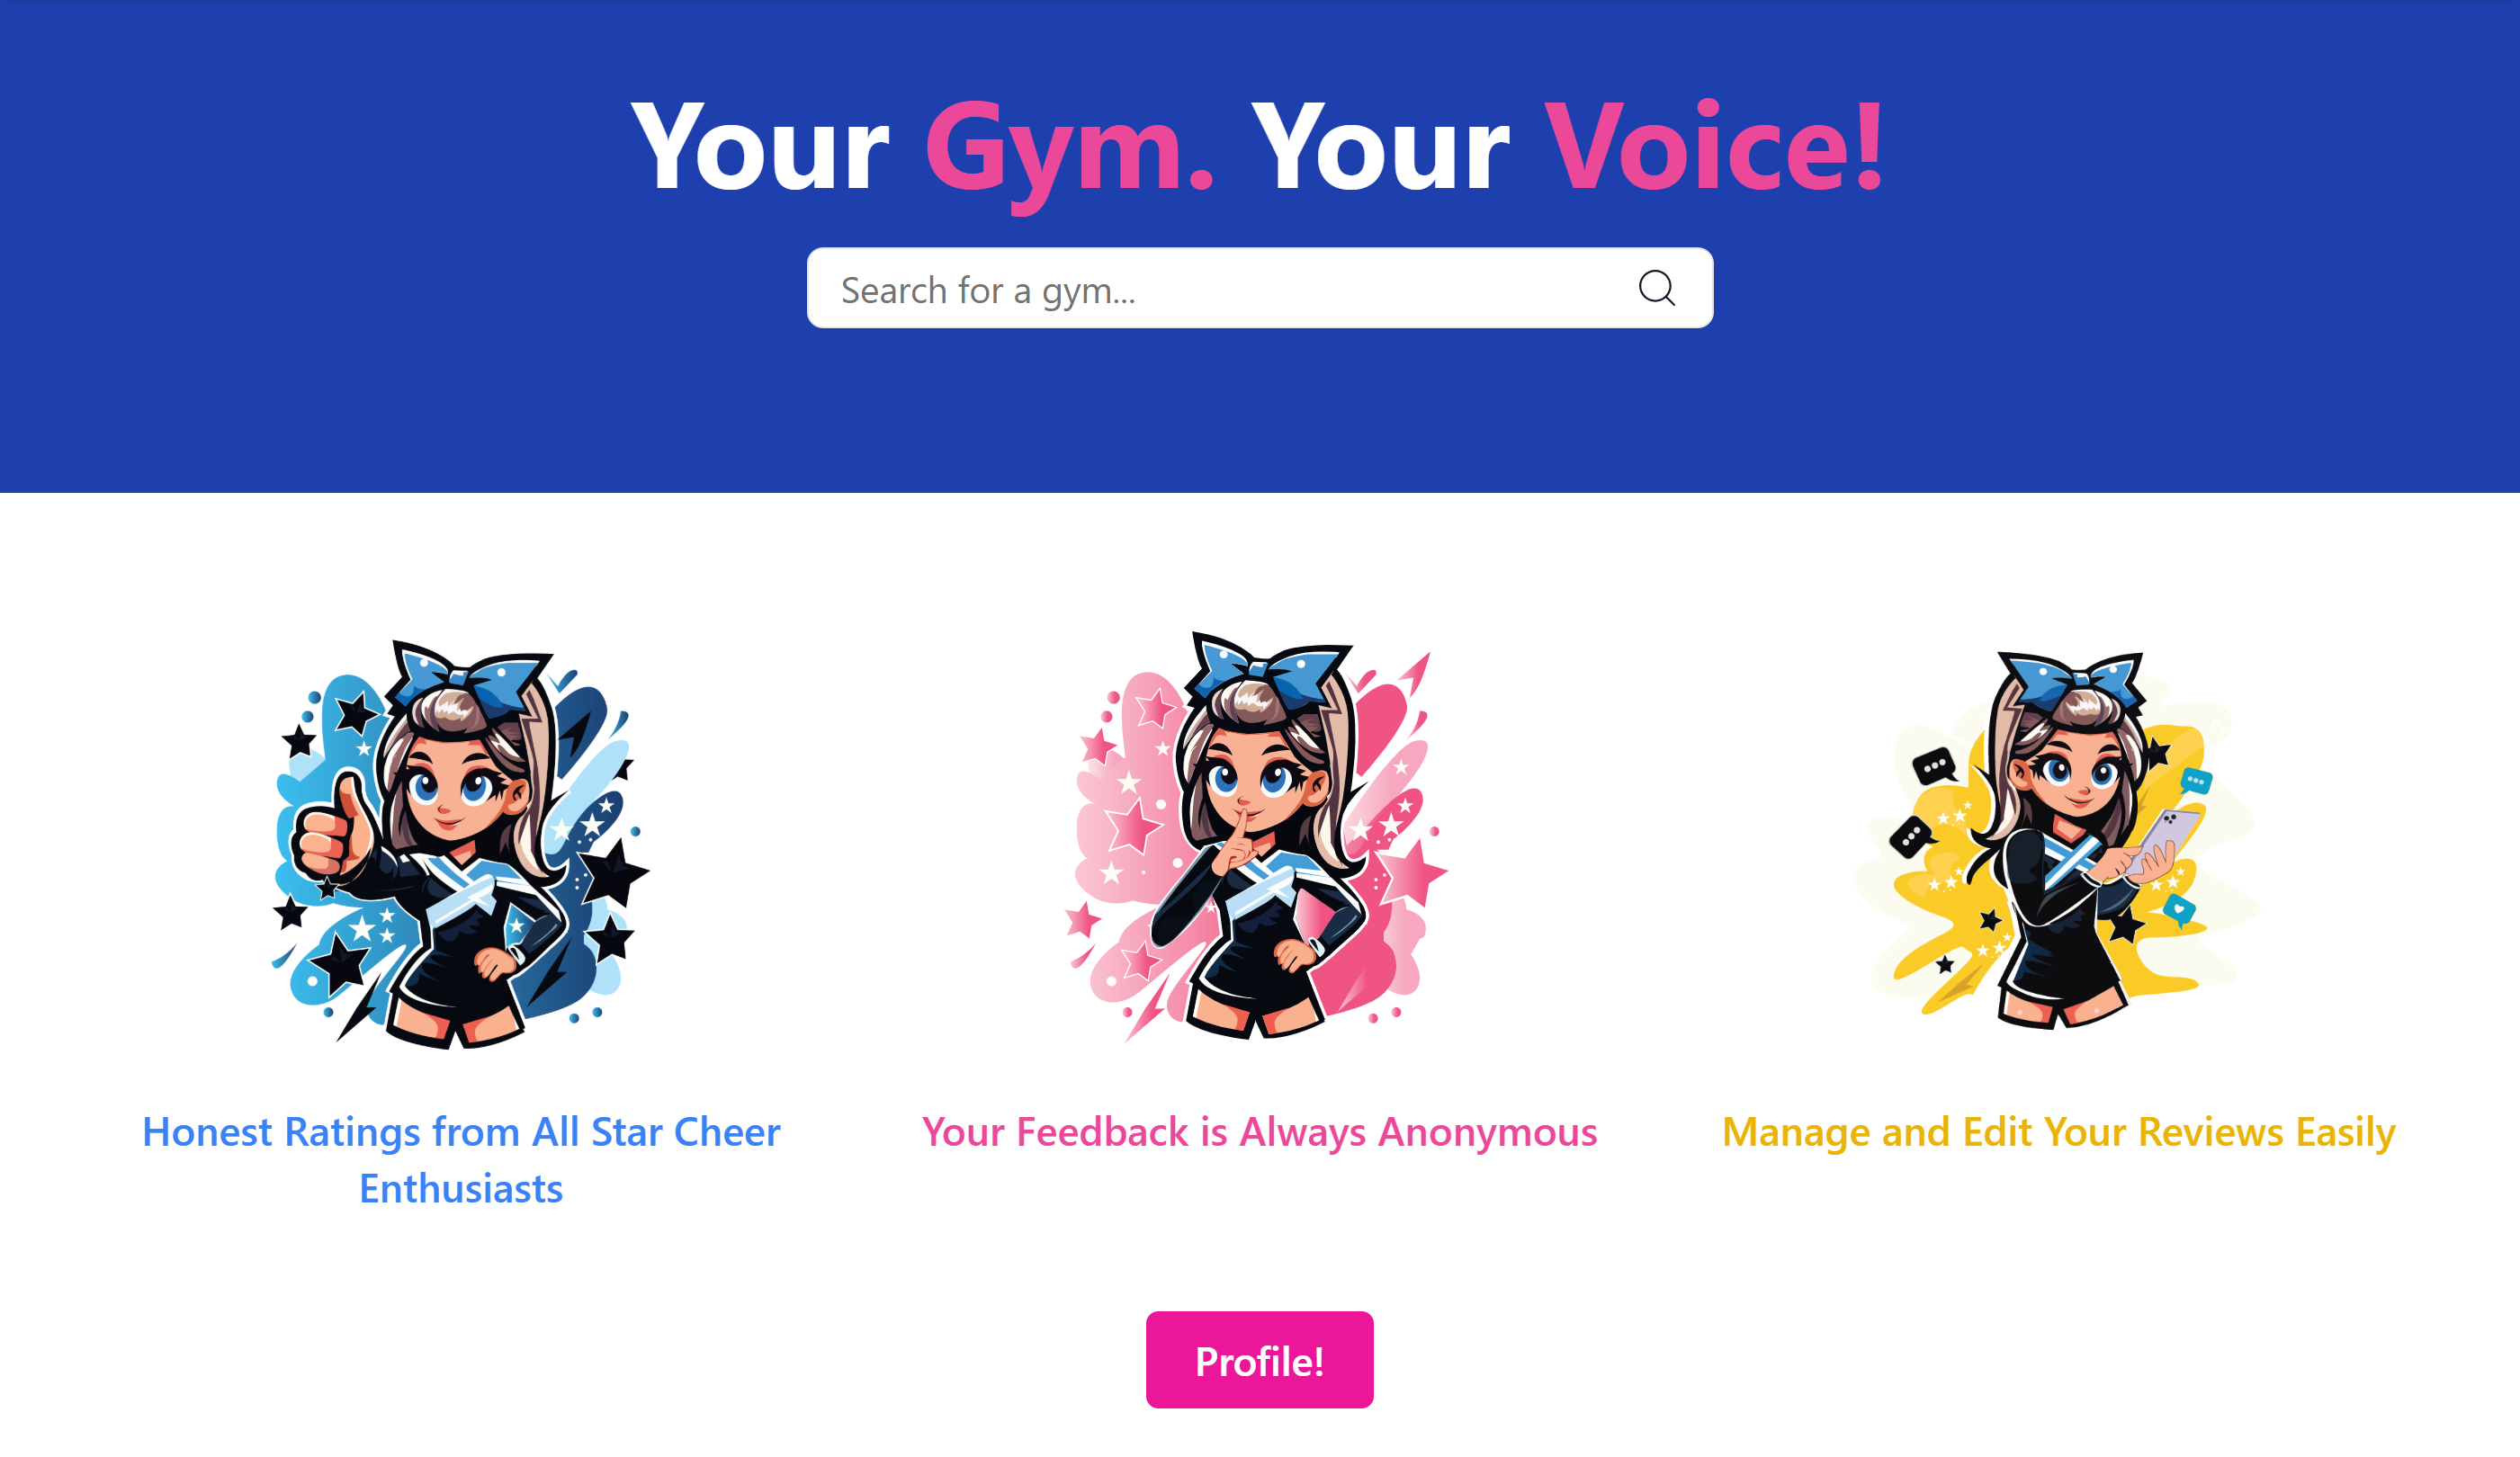 Your Gym. Your Voice!
Search for a gym...
Honest Ratings from All Star Cheer
Enthusiasts
Your Feedback is Always Anonymous
Manage and Edit Your Reviews Easily
Profile!